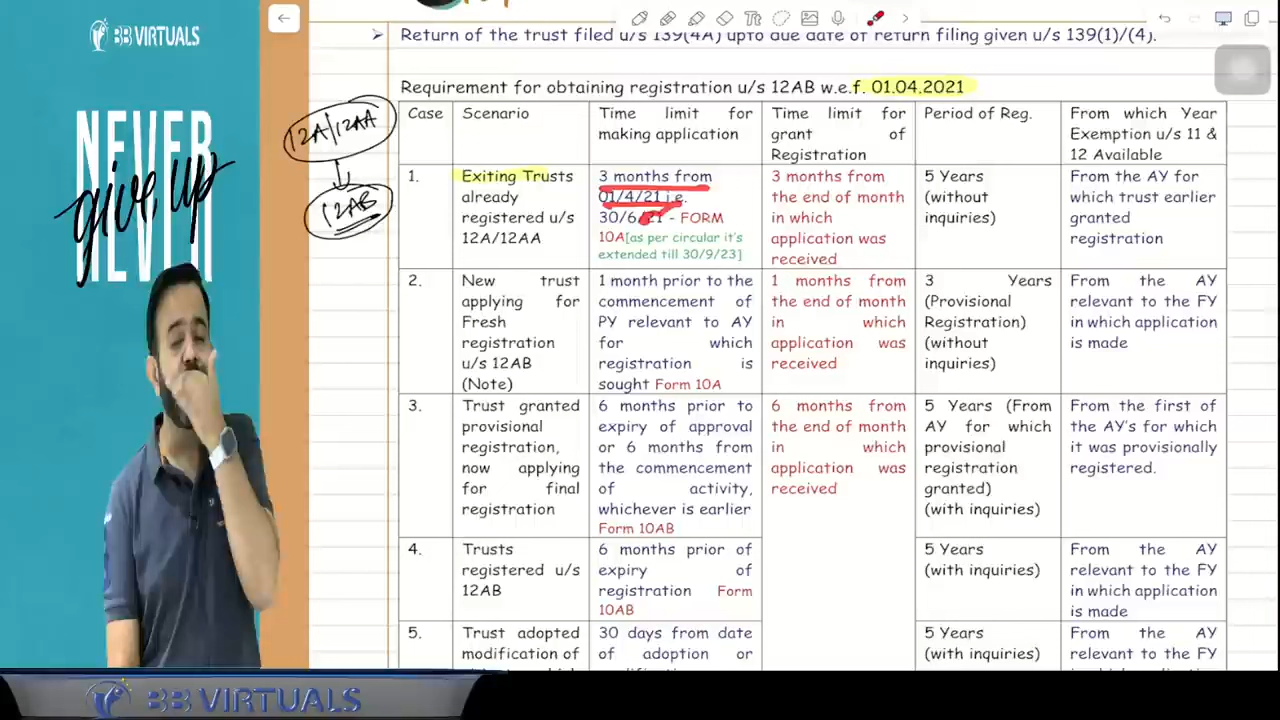 BB VIRTUALS
NEVER
give up
NEVER
12A/12AA
12AB
Return of the trust filed u/s 139(4A) upto due date of return filing given u/s 139(1)/(4).
Requirement for obtaining registration u/s 12AB w.e.f. 01.04.2021
Case
Scenario
Time limit for
making application
Time limit for
grant of
Registration
Period of Reg.
From which Year
Exemption u/s 11 &
12 Available
1.
Exiting Trusts
already
registered u/s
12A/12AA
3 months from
01/4/21 i.e.
30/6/21 - FORM
10A[as per circular it's
extended till 30/9/23]
3 months from
the end of month
in which
application was
received
5 Years
(without
inquiries)
From the AY for
which trust earlier
granted
registration
2.
New trust
applying for
Fresh
registration
u/s 12AB
(Note)
1 month prior to the
commencement of
PY relevant to AY
for which
registration is
sought Form 10A
1 months from
the end of month
in which
application was
received
3 Years
(Provisional
Registration)
(without
inquiries)
From the AY
relevant to the FY
in which application
is made
3.
Trust granted
provisional
registration,
now applying
for final
registration
6 months prior to
expiry of approval
or 6 months from
the commencement
of activity,
whichever is earlier
Form 10AB
6 months from
the end of month
in which
application was
received
5 Years (From
AY for which
provisional
registration
granted)
(with inquiries)
From the first of
the AY's for which
it was provisionally
registered.
4.
Trusts
registered u/s
12AB
6 months prior of
expiry of
registration Form
10AB
5 Years
(with inquiries)
From the AY
relevant to the FY
in which application
is made
5.
Trust adopted
modification of
30 days from date
of adoption or
5 Years
(with inquiries)
From the AY
relevant to the FY
BB VIRTUALS